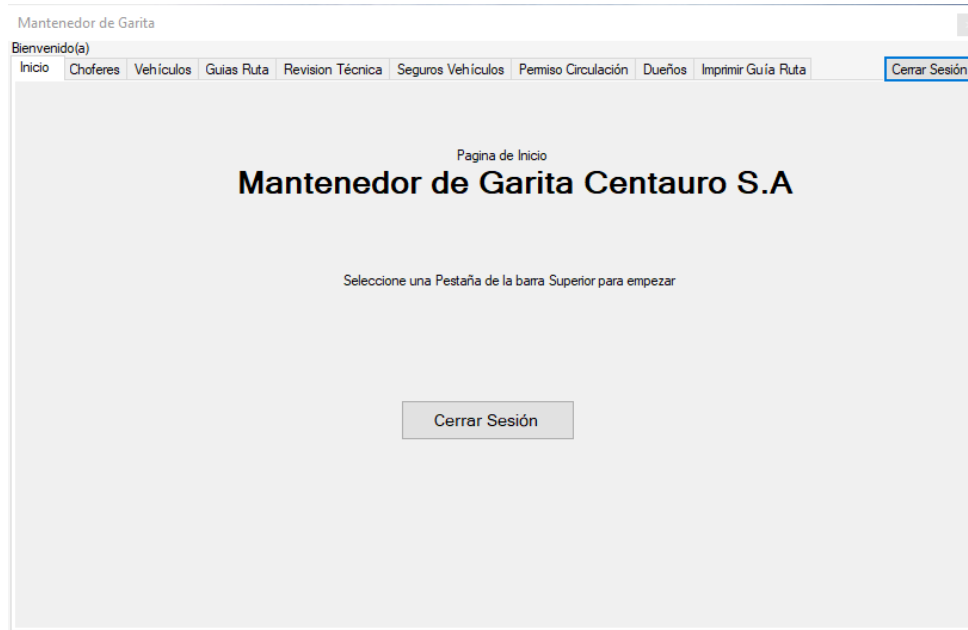 Mantenedor de Garita
Bienvenido(a)
Inicio Choferes Vehículos Guias Ruta Revision Técnica Seguros Vehículos Permiso Circulación Dueños Imprimir Guía Ruta Cerrar Sesión
Pagina de Inicio
Mantenedor de Garita Centauro S.A
Seleccione una Pestaña de la barra Superior para empezar
Cerrar Sesión